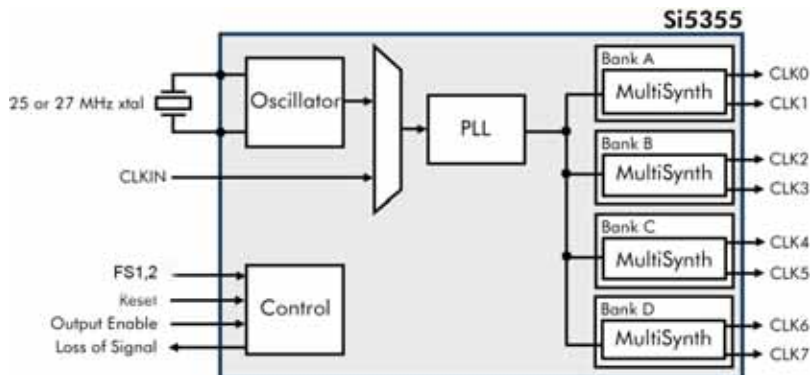 Si5355
Bank A
MultiSynth
CLK0
CLK1
25 or 27 MHz xtal
Oscillator
PLL
Bank B
MultiSynth
CLK2
CLK3
CLKIN
Bank C
MultiSynth
CLK4
CLK5
FS1,2
Reset
Output Enable
Loss of Signal
Control
Bank D
MultiSynth
CLK6
CLK7